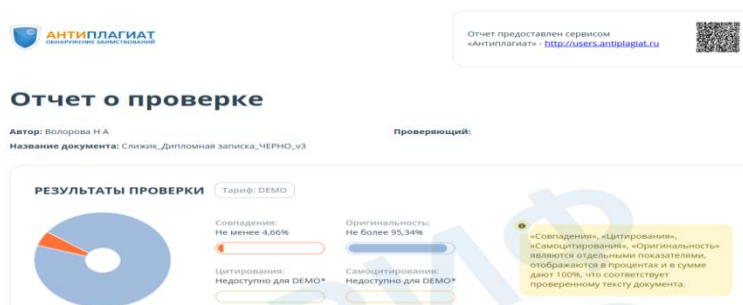 АНТИПЛАГИАТ
ОБНАРУЖЕНИЕ ЗАИМСТВОВАНИЙ
Отчет предоставлен сервисом
«Антиплагиат» - http://users.antiplagiat.ru
Отчет о проверке
Автор: Волорова Н А
Проверяющий:
Название документа: Слижик_Дипломная записка_ЧЕРНО_v3
РЕЗУЛЬТАТЫ ПРОВЕРКИ
Тариф: DEMO
Совпадения:
Не менее 4,66%
Оригинальность:
Не более 95,34%
Цитирования:
Недоступно для DEMO*
Самоцитирования:
Недоступно для DEMO*
«Совпадения», «Цитирования»,
«Самоцитирования», «Оригинальность»
являются отдельными показателями,
отображаются в процентах и в сумме
дают 100%, что соответствует
проверенному тексту документа.